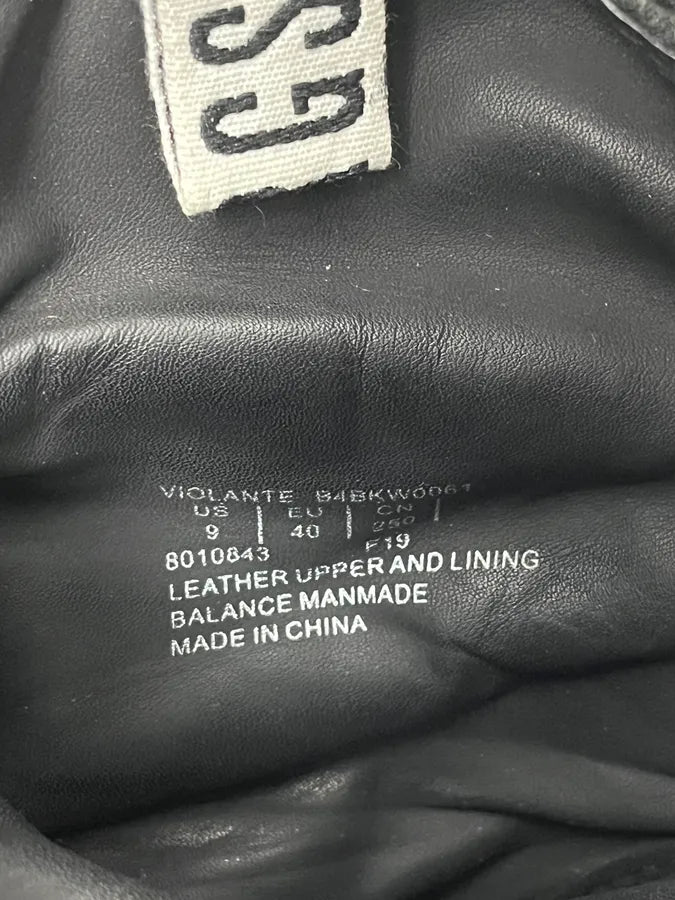 GS
VIOLANTE B4BKW0061
US EU CN
9 | 40 | 250 |
8010843 F19
LEATHER UPPER AND LINING
BALANCE MANMADE
MADE IN CHINA